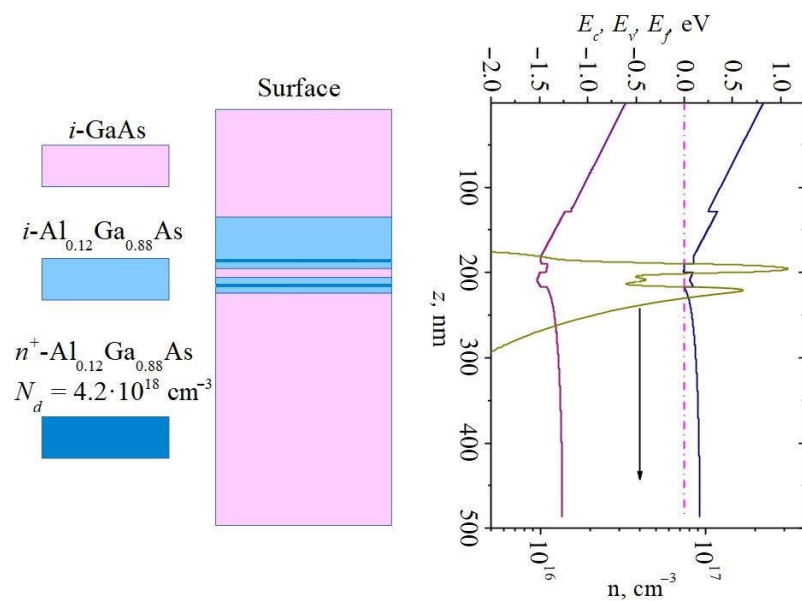 Surface
i-GaAs
i-Al0.12Ga0.88As
n+-Al0.12Ga0.88As
Nd = 4.2·10^18 cm^−3
Ec, Ev, Ef, eV
-2.0 -1.5 -1.0 -0.5 0.0 0.5 1.0
100
200
300
400
500
z, nm
10^16 10^17
n, cm^−3